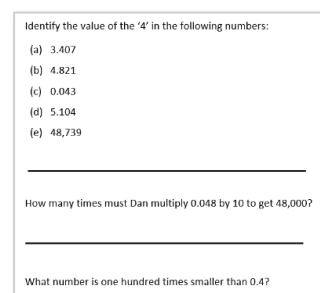 Identify the value of the ‘4’ in the following numbers:
(a) 3.407
(b) 4.821
(c) 0.043
(d) 5.104
(e) 48,739
How many times must Dan multiply 0.048 by 10 to get 48,000?
What number is one hundred times smaller than 0.4?